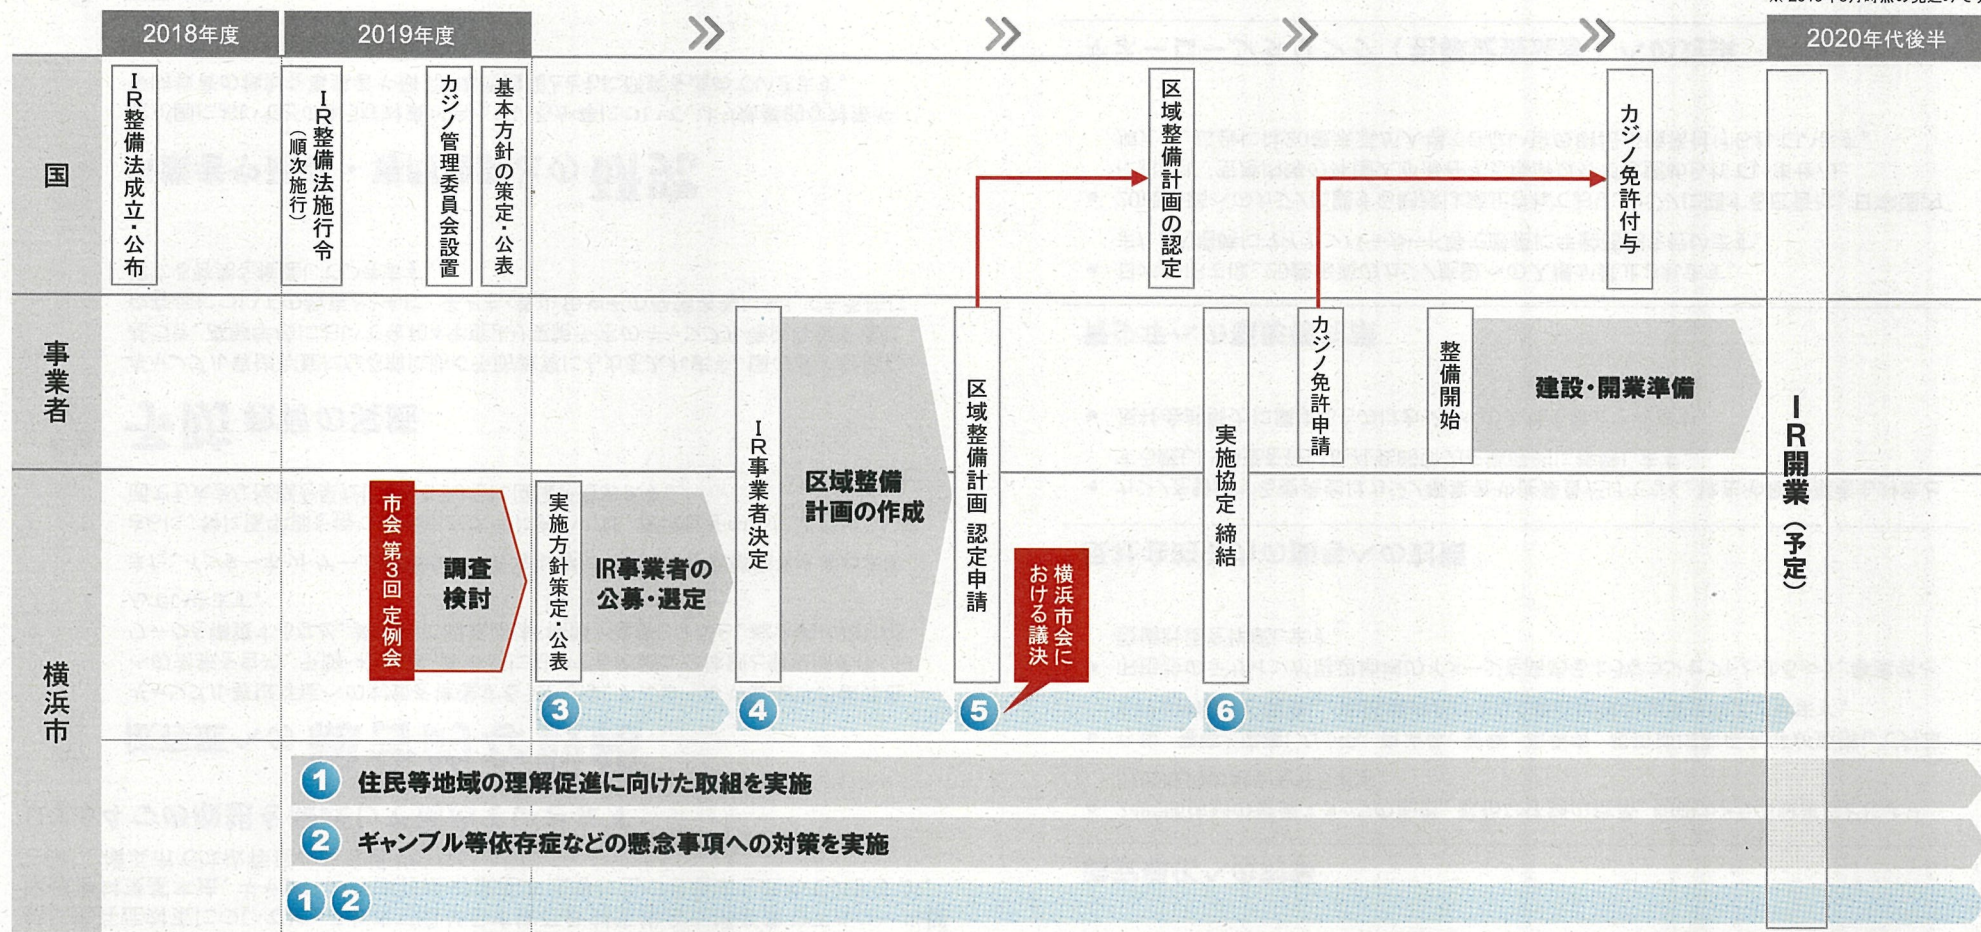 2018年度
2019年度
2020年代後半
国
IR整備法成立・公布
IR整備法施行令
（順次施行）
カジノ管理委員会設置
基本方針の策定・公表
区域整備計画の認定
カジノ免許付与
事業者
IR事業者決定
区域整備
計画の作成
区域整備計画 認定申請
実施協定 締結
カジノ免許申請
整備開始
建設・開業準備
IR開業（予定）
横浜市
市会 第3回 定例会
調査
検討
実施方針策定・公表
IR事業者の
公募・選定
横浜市会に
おける議決
3
4
5
6
1 住民等地域の理解促進に向けた取組を実施
2 ギャンブル等依存症などの懸念事項への対策を実施
1 2